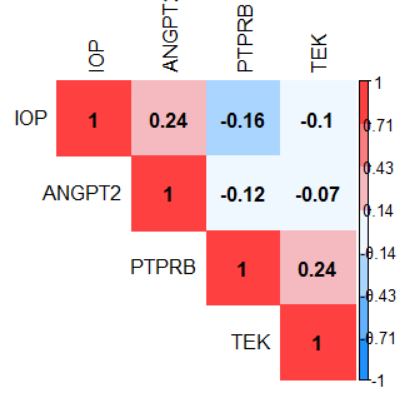 IOP
ANGPT2
PTPRB
TEK
IOP
1
0.24
-0.16
-0.1
ANGPT2
1
-0.12
-0.07
PTPRB
1
0.24
TEK
1
1
0.71
0.43
0.14
-0.14
-0.43
-0.71
-1